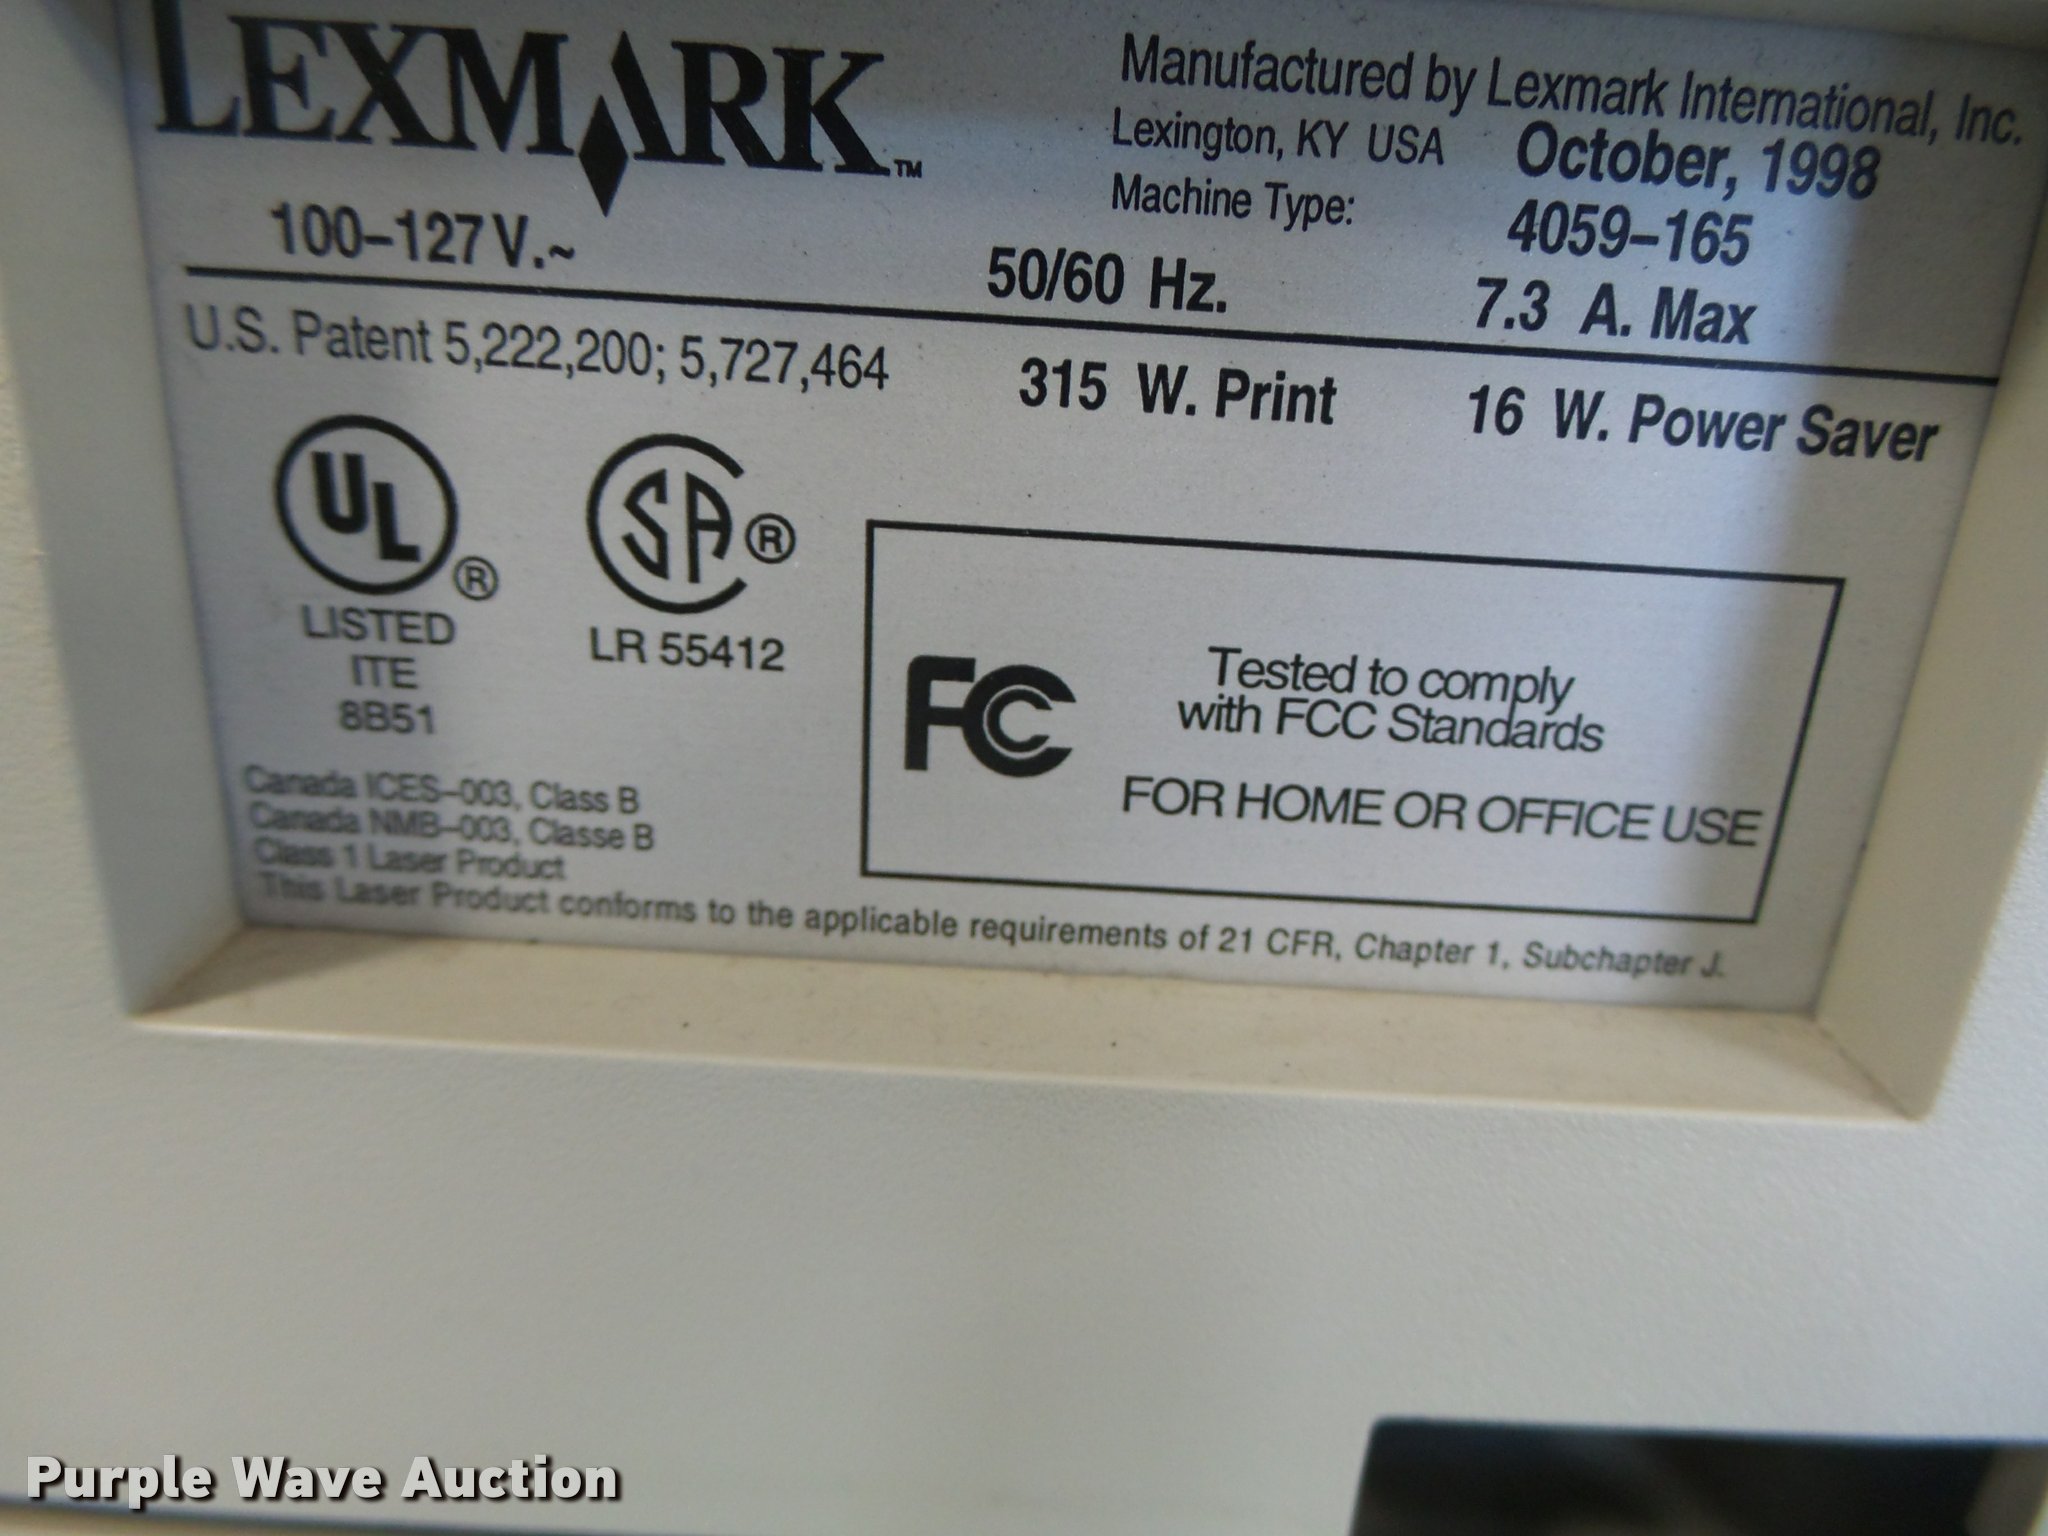 LEXMARK™
Manufactured by Lexmark International, Inc.
Lexington, KY USA October, 1998
Machine Type: 4059-165
100-127 V.~ 50/60 Hz. 7.3 A. Max
U.S. Patent 5,222,200; 5,727,464
315 W. Print 16 W. Power Saver
UL®
LISTED
ITE
8B51
SA®
LR 55412
FC
Tested to comply
with FCC Standards
FOR HOME OR OFFICE USE
Canada ICES-003, Class B
Canada NMB-003, Classe B
Class 1 Laser Product
This Laser Product conforms to the applicable requirements of 21 CFR, Chapter 1, Subchapter J.
Purple Wave Auction